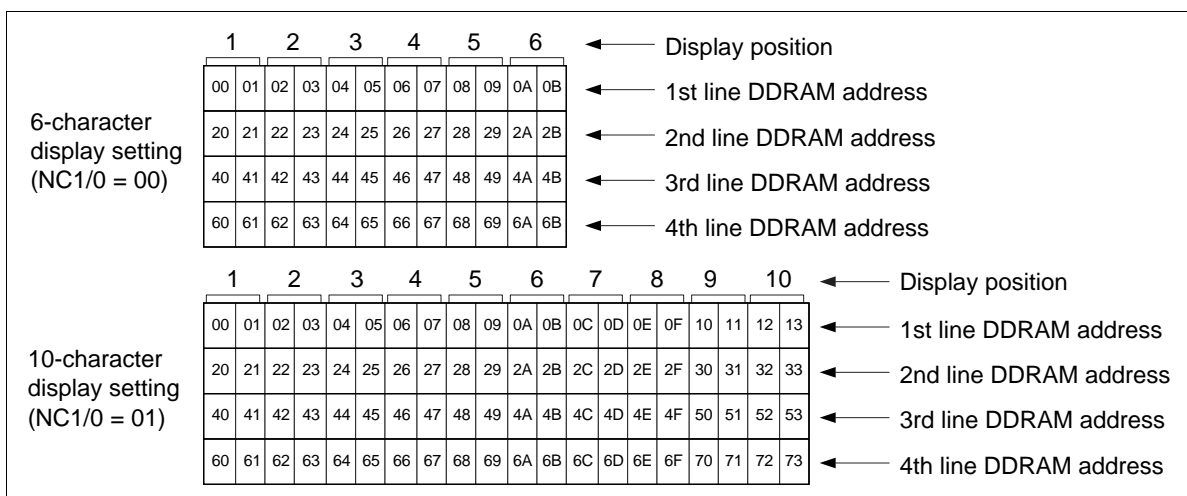 1 2 3 4 5 6 Display position
00 01 02 03 04 05 06 07 08 09 0A 0B 1st line DDRAM address
20 21 22 23 24 25 26 27 28 29 2A 2B 2nd line DDRAM address
40 41 42 43 44 45 46 47 48 49 4A 4B 3rd line DDRAM address
60 61 62 63 64 65 66 67 68 69 6A 6B 4th line DDRAM address
6-character
display setting
(NC1/0 = 00)
1 2 3 4 5 6 7 8 9 10 Display position
00 01 02 03 04 05 06 07 08 09 0A 0B 0C 0D 0E 0F 10 11 12 13 1st line DDRAM address
20 21 22 23 24 25 26 27 28 29 2A 2B 2C 2D 2E 2F 30 31 32 33 2nd line DDRAM address
40 41 42 43 44 45 46 47 48 49 4A 4B 4C 4D 4E 4F 50 51 52 53 3rd line DDRAM address
60 61 62 63 64 65 66 67 68 69 6A 6B 6C 6D 6E 6F 70 71 72 73 4th line DDRAM address
10-character
display setting
(NC1/0 = 01)